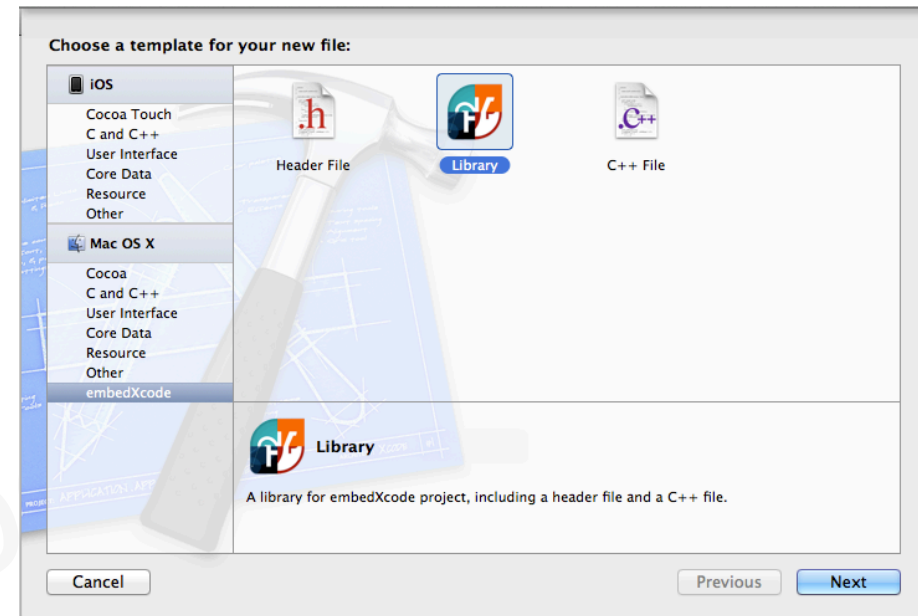 Choose a template for your new file:
iOS
Cocoa Touch
C and C++
User Interface
Core Data
Resource
Other
Mac OS X
Cocoa
C and C++
User Interface
Core Data
Resource
Other
embedXcode
.h
Header File
Library
.C++
C++ File
Library
A library for embedXcode project, including a header file and a C++ file.
Cancel
Previous
Next